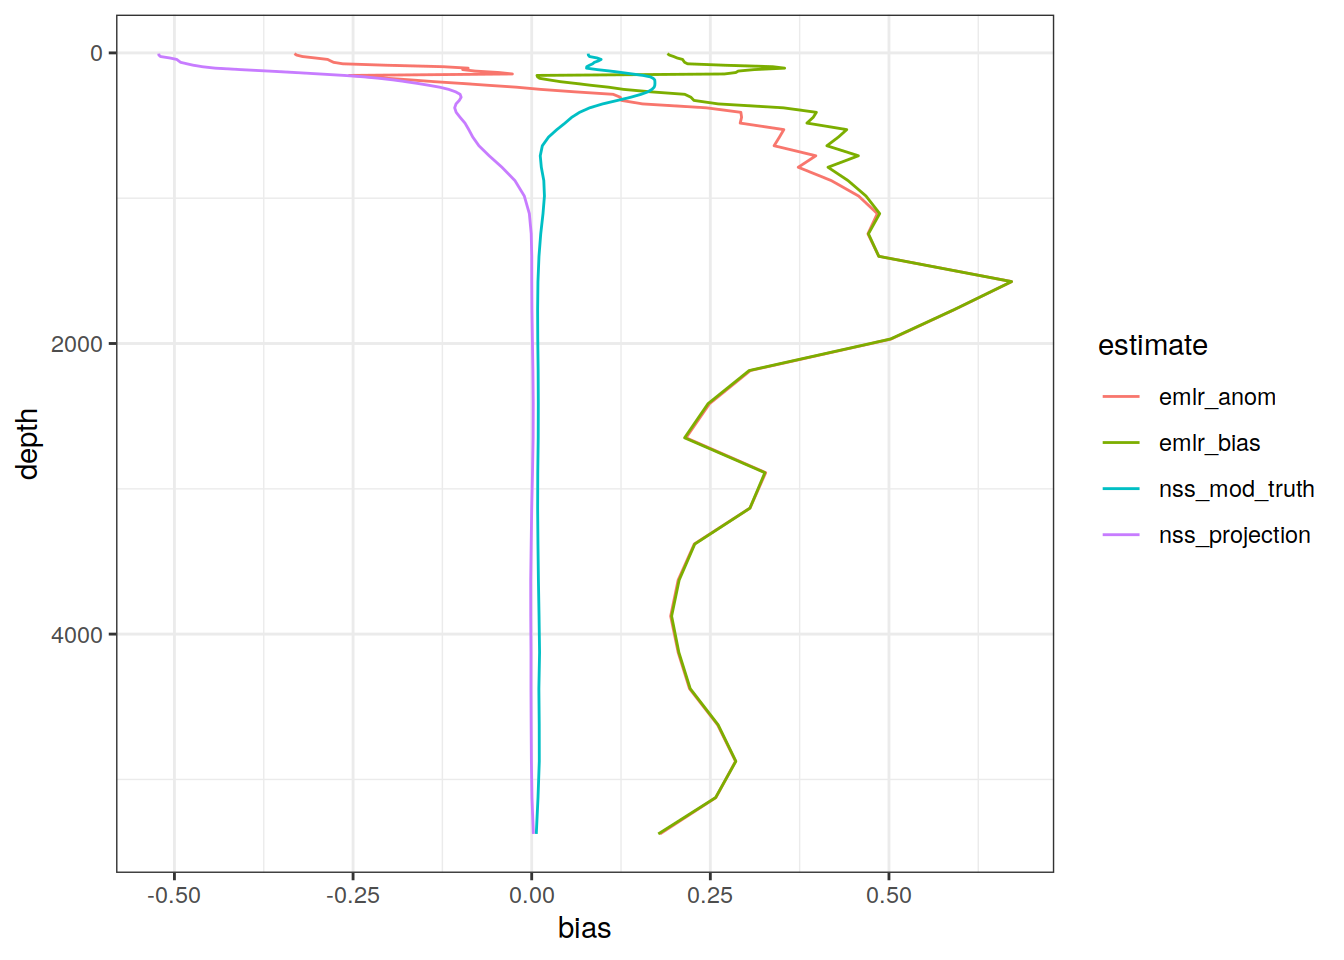 0
2000
4000
depth
-0.50
-0.25
0.00
0.25
0.50
bias
estimate
emlr_anom
emlr_bias
nss_mod_truth
nss_projection